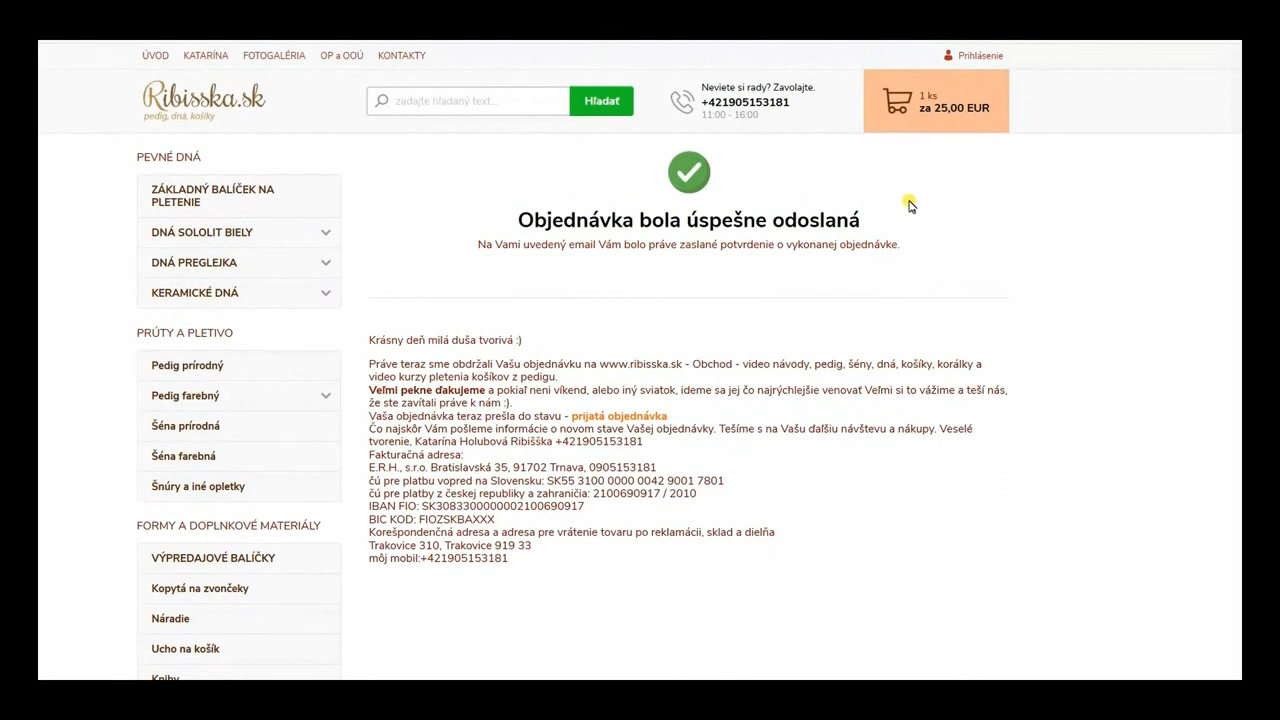 ÚVOD KATARÍNA FOTOGALÉRIA OP a OOÚ KONTAKTY Prihlásenie
Ribisska.sk
pedig, dná, košíky
zadajte hľadaný text...
Hľadať
Neviete si rady? Zavolajte.
+421905153181
11:00 - 16:00
1 ks
za 25,00 EUR
PEVNÉ DNÁ
ZÁKLADNÝ BALÍČEK NA
PLETENIE
DNÁ SOLOLIT BIELY
DNÁ PREGLEJKA
KERAMICKÉ DNÁ
PRÚTY A PLETIVO
Pedig prírodný
Pedig farebný
Šéna prírodná
Šéna farebná
Šnúry a iné opletky
FORMY A DOPLNKOVÉ MATERIÁLY
VÝPREDAJOVÉ BALÍČKY
Kopytá na zvončeky
Náradie
Ucho na košík
Knihy
Objednávka bola úspešne odoslaná
Na Vami uvedený email Vám bolo práve zaslané potvrdenie o vykonanej objednávke.
Krásny deň milá duša tvorivá :)
Práve teraz sme obdržali Vašu objednávku na www.ribisska.sk - Obchod - video návody, pedig, šény, dná, košíky, korálky a
video kurzy pletenia košíkov z pedigu.
Veľmi pekne ďakujeme a pokiaľ neni víkend, alebo iný sviatok, ideme sa jej čo najrýchlejšie venovať Veľmi si to vážime a teší nás,
že ste zavítali práve k nám :).
Vaša objednávka teraz prešla do stavu - prijatá objednávka
Čo najskôr Vám pošleme informácie o novom stave Vašej objednávky. Tešíme s na Vašu ďaľšiu návštevu a nákupy. Veselé
tvorenie, Katarína Holubová Ribišška +421905153181
Fakturačná adresa:
E.R.H., s.r.o. Bratislavská 35, 91702 Trnava, 0905153181
čú pre platbu vopred na Slovensku: SK55 3100 0000 0042 9001 7801
čú pre platby z českej republiky a zahraničia: 2100690917 / 2010
IBAN FIO: SK3083300000002100690917
BIC KOD: FIOZSKBAXXX
Korešpondenčná adresa a adresa pre vrátenie tovaru po reklamácii, sklad a dielňa
Trakovice 310, Trakovice 919 33
môj mobil:+421905153181